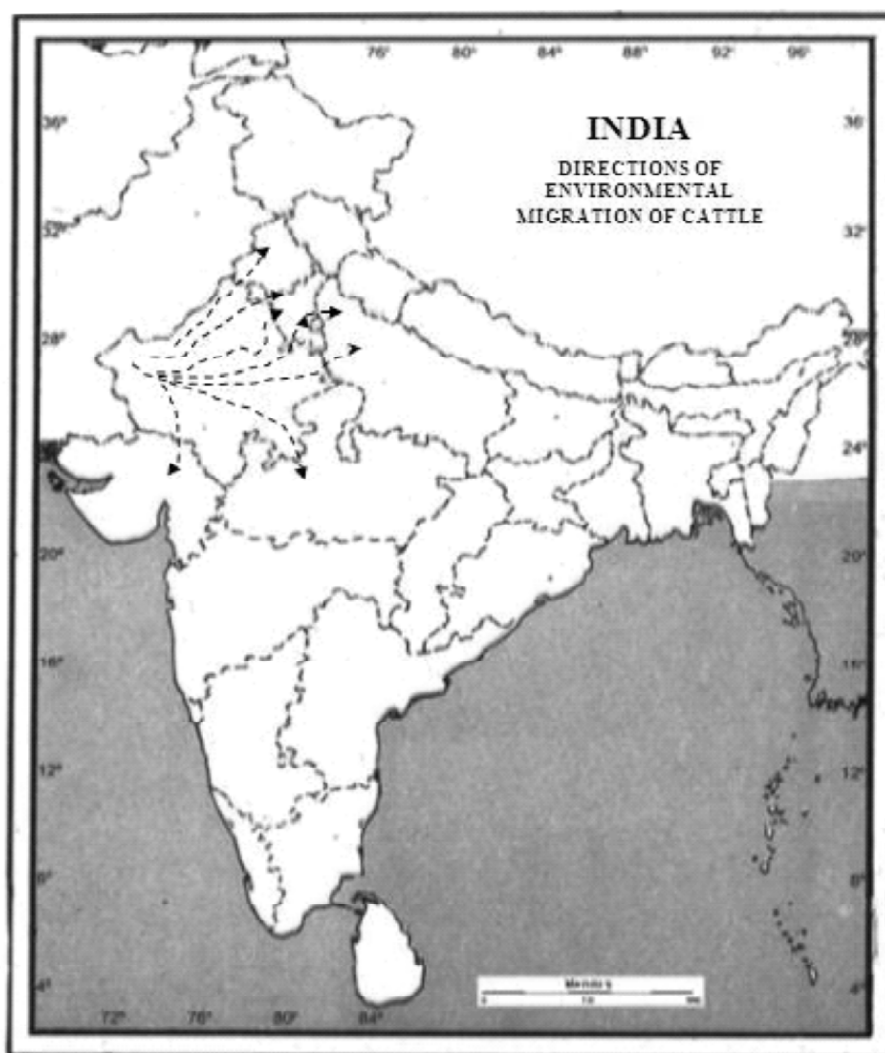 76° 80° 84° 88° 92° 96°
36° 36°
INDIA
DIRECTIONS OF
ENVIRONMENTAL
MIGRATION OF CATTLE
32° 32°
28° 28°
24° 24°
20° 20°
16° 16°
12° 12°
8° 8°
4° 4°
72° 76° 80° 84°